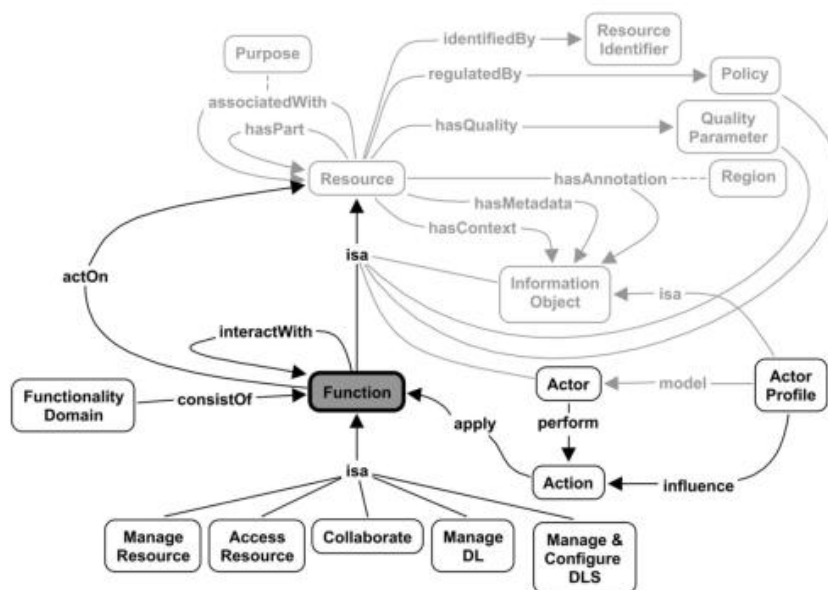 identifiedBy
Resource
Identifier
Purpose
regulatedBy
Policy
associatedWith
hasQuality
Quality
Parameter
hasPart
Resource
hasAnnotation
Region
hasMetadata
hasContext
isa
actOn
Information
Object
isa
interactWith
Functionality
Domain
consistOf
Function
Actor
model
Actor
Profile
apply
perform
Action
influence
isa
Manage
Resource
Access
Resource
Collaborate
Manage
DL
Manage &
Configure
DLS